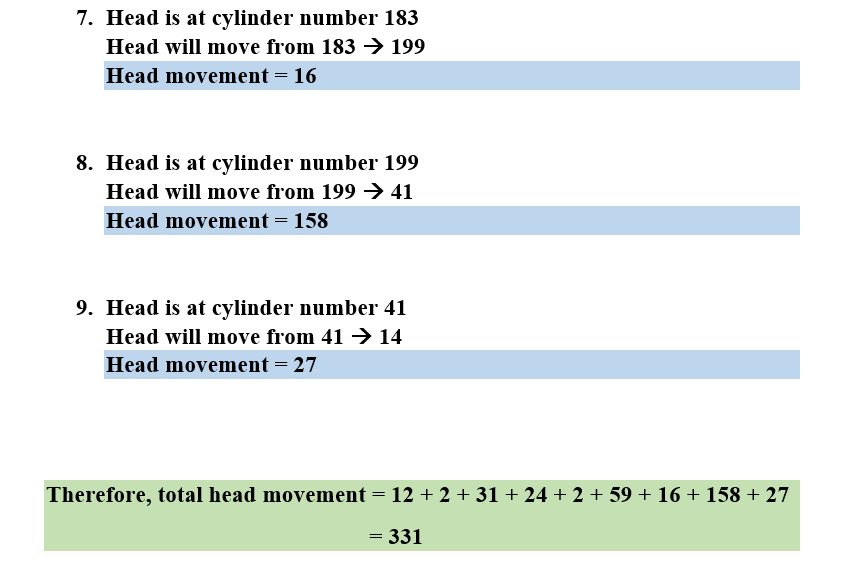 7. Head is at cylinder number 183
Head will move from 183 → 199
Head movement = 16
8. Head is at cylinder number 199
Head will move from 199 → 41
Head movement = 158
9. Head is at cylinder number 41
Head will move from 41 → 14
Head movement = 27
Therefore, total head movement = 12 + 2 + 31 + 24 + 2 + 59 + 16 + 158 + 27
= 331